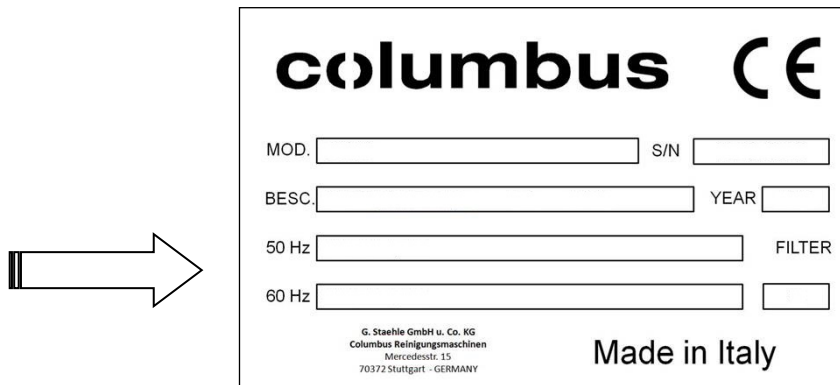 columbus CE
MOD. S/N
BESC. YEAR
50 Hz FILTER
60 Hz
G. Staehle GmbH u. Co. KG
Columbus Reinigungsmaschinen
Mercedesstr. 15
70372 Stuttgart - GERMANY
Made in Italy